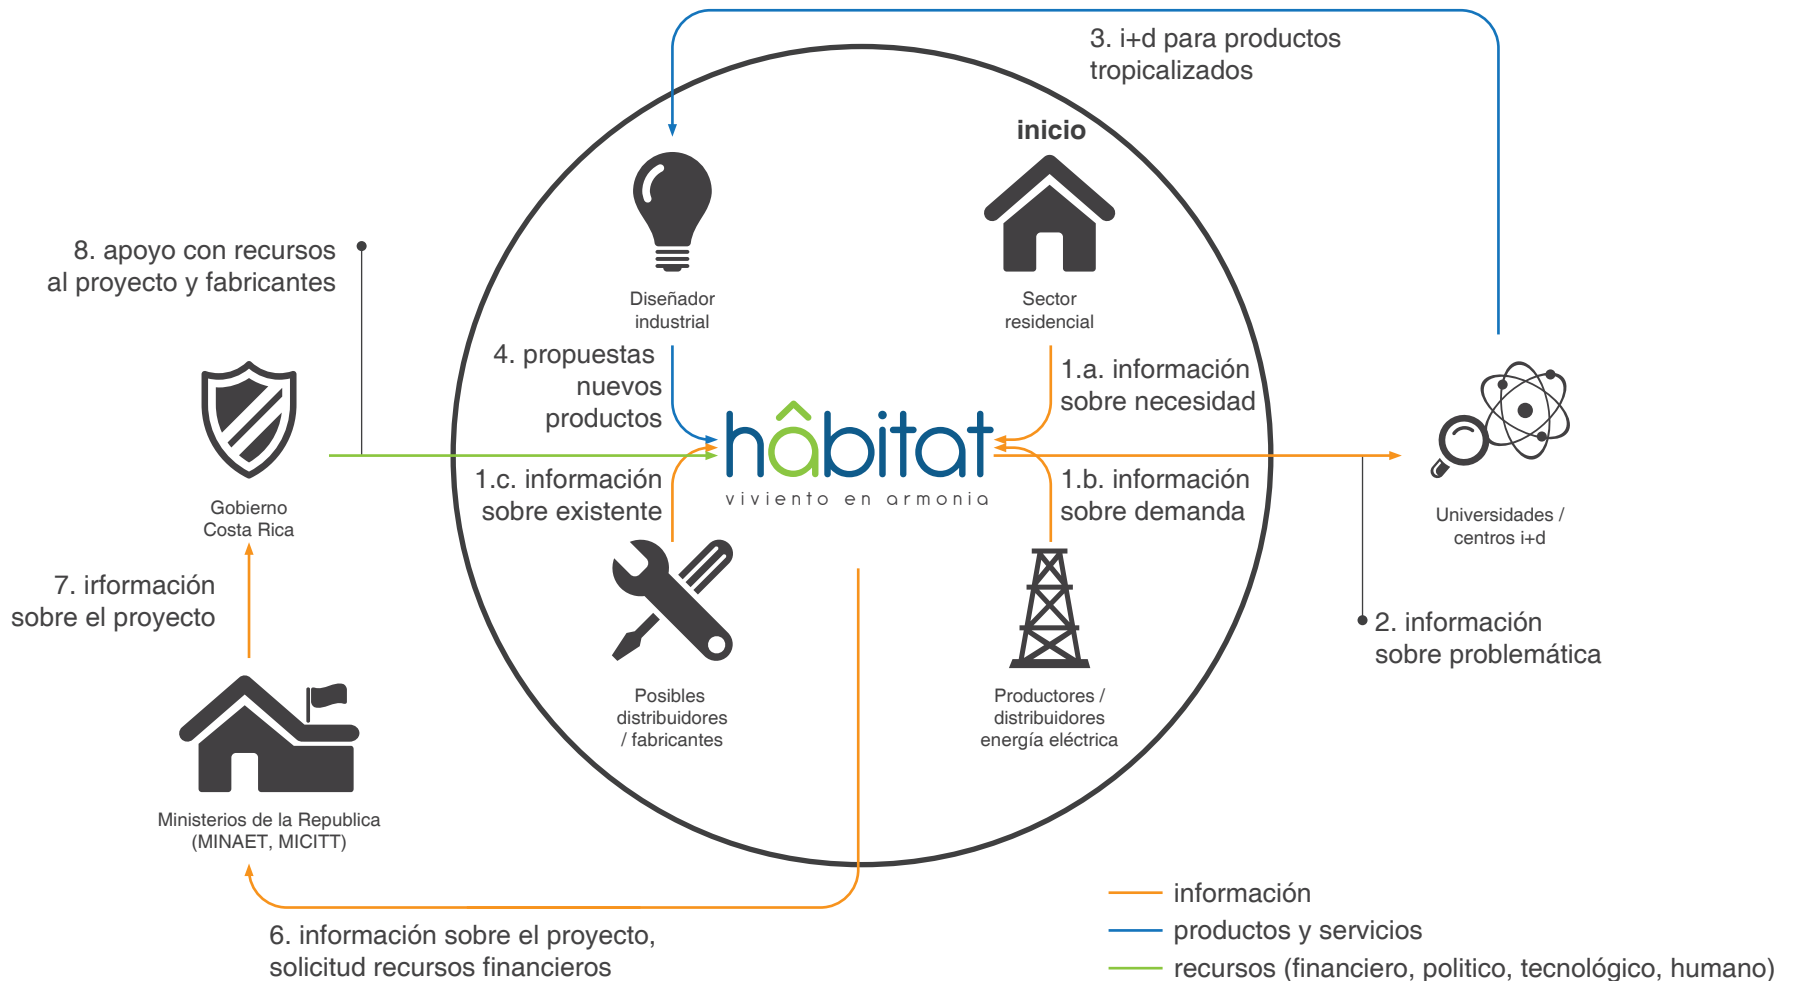 3. i+d para productos
tropicalizados
inicio
8. apoyo con recursos
al proyecto y fabricantes
Diseñador
industrial
Sector
residencial
4. propuestas
nuevos
productos
1.a. información
sobre necesidad
hâbitat
viviento en armonia
1.c. información
sobre existente
1.b. información
sobre demanda
Gobierno
Costa Rica
Universidades /
centros i+d
7. irformación
sobre el proyecto
2. información
sobre problemática
Posibles
distribuidores
/ fabricantes
Productores /
distribuidores
energía eléctrica
Ministerios de la Republica
(MINAET, MICITT)
6. información sobre el proyecto,
solicitud recursos financieros
información
productos y servicios
recursos (financiero, politico, tecnológico, humano)